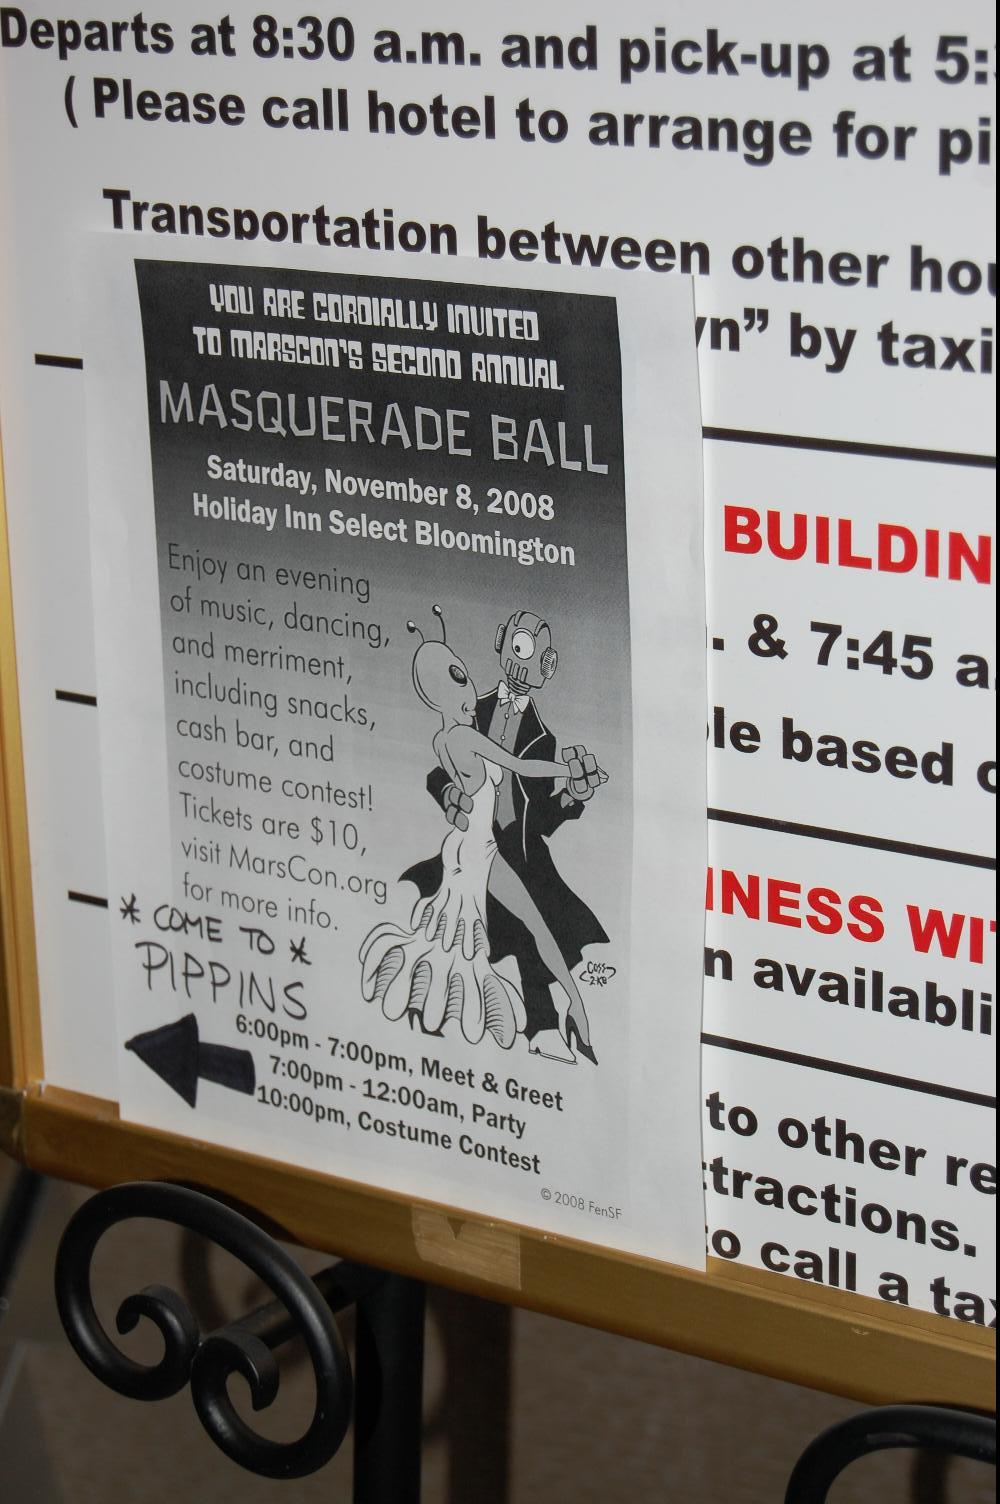 Departs at 8:30 a.m. and pick-up at 5:
( Please call hotel to arrange for
Transportation between other
by taxi
YOU ARE CORDIALLY INVITED
TO MARSCON'S SECOND ANNUAL
MASQUERADE BALL
Saturday, November 8, 2008
Holiday Inn Select Bloomington
Enjoy an evening
of music, dancing,
and merriment,
including snacks,
cash bar, and
costume contest!
Tickets are $10,
visit MarsCon.org
for more info.
* COME TO *
PIPPINS
6:00pm - 7:00pm, Meet & Greet
7:00pm - 12:00am, Party
10:00pm, Costume Contest
© 2008 FenSF
BUILDIN
. & 7:45 a
le based
INESS WI
n availabli
to other re
tractions.
to call a tax